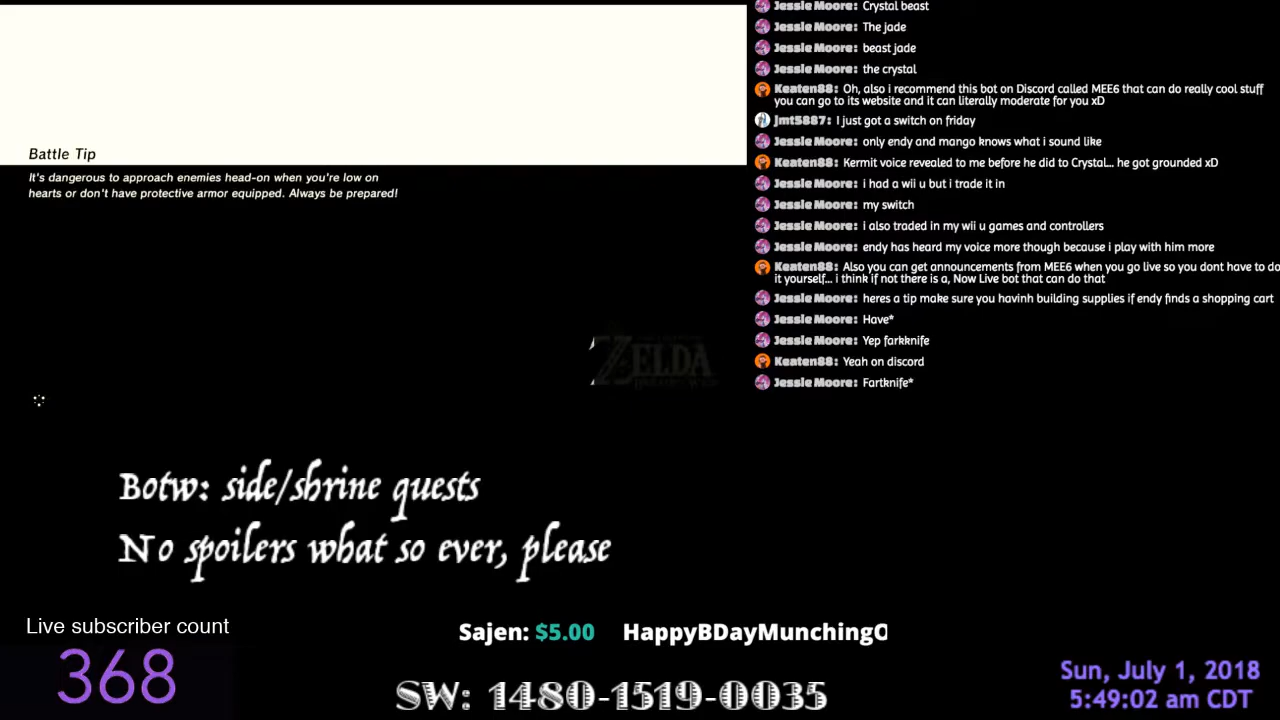 Battle Tip
It's dangerous to approach enemies head-on when you're low on
hearts or don't have protective armor equipped. Always be prepared!
ZELDA
Jessie Moore: Crystal beast
Jessie Moore: The jade
Jessie Moore: beast jade
Jessie Moore: the crystal
Keaten88: Oh, also i recommend this bot on Discord called MEE6 that can do really cool stuff
you can go to its website and it can literally moderate for you xD
Jmt5887: I just got a switch on friday
Jessie Moore: only endy and mango knows what i sound like
Keaten88: Kermit voice revealed to me before he did to Crystal... he got grounded xD
Jessie Moore: i had a wii u but i trade it in
Jessie Moore: my switch
Jessie Moore: i also traded in my wii u games and controllers
Jessie Moore: endy has heard my voice more though because i play with him more
Keaten88: Also you can get announcements from MEE6 when you go live so you dont have to do
it yourself... i think if not there is a, Now Live bot that can do that
Jessie Moore: heres a tip make sure you havinh building supplies if endy finds a shopping cart
Jessie Moore: Have*
Jessie Moore: Yep farkknife
Keaten88: Yeah on discord
Jessie Moore: Fartknife*
Botw: side/shrine quests
No spoilers what so ever, please
Live subscriber count
368
Sajen: $5.00 HappyBDayMunchingO
SW: 1480-1519-0035
Sun, July 1, 2018
5:49:02 am CDT